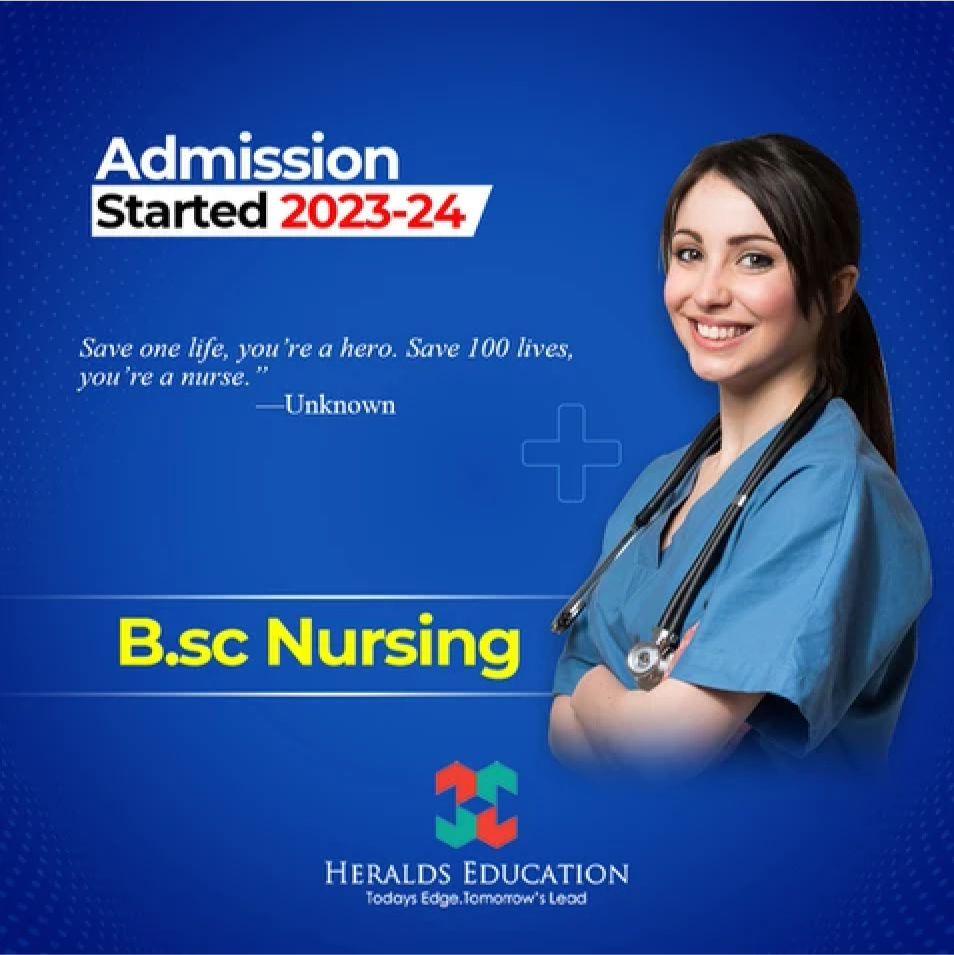 Admission
Started 2023-24
Save one life, you're a hero. Save 100 lives,
you're a nurse.”
—Unknown
B.sc Nursing
HERALDS EDUCATION
Todays Edge.Tomorrow's Lead